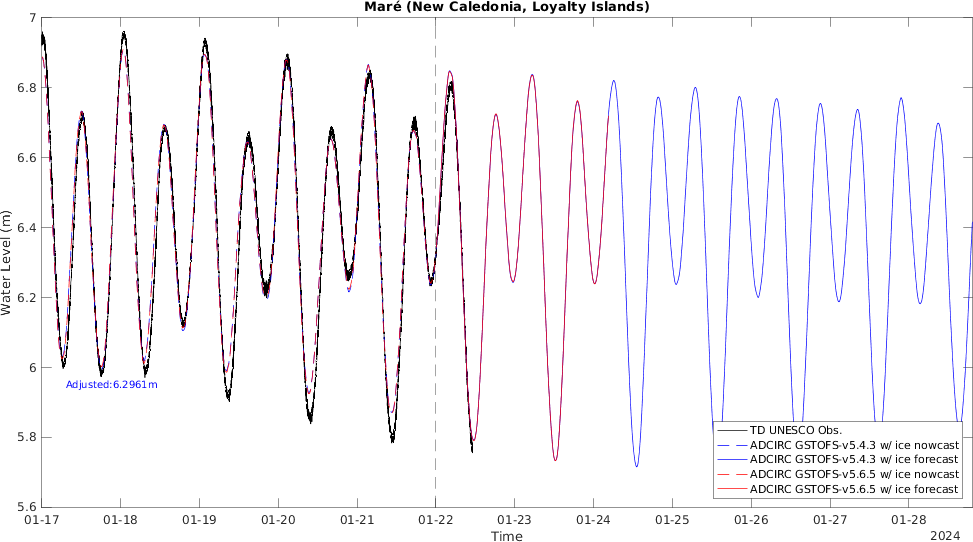 Maré (New Caledonia, Loyalty Islands)
7
6.8
6.6
6.4
6.2
6
5.8
5.6
Water Level (m)
Adjusted:6.2961m
TD UNESCO Obs.
ADCIRC GSTOFS-v5.4.3 w/ ice nowcast
ADCIRC GSTOFS-v5.4.3 w/ ice forecast
ADCIRC GSTOFS-v5.6.5 w/ ice nowcast
ADCIRC GSTOFS-v5.6.5 w/ ice forecast
01-17 01-18 01-19 01-20 01-21 01-22 01-23 01-24 01-25 01-26 01-27 01-28
Time
2024